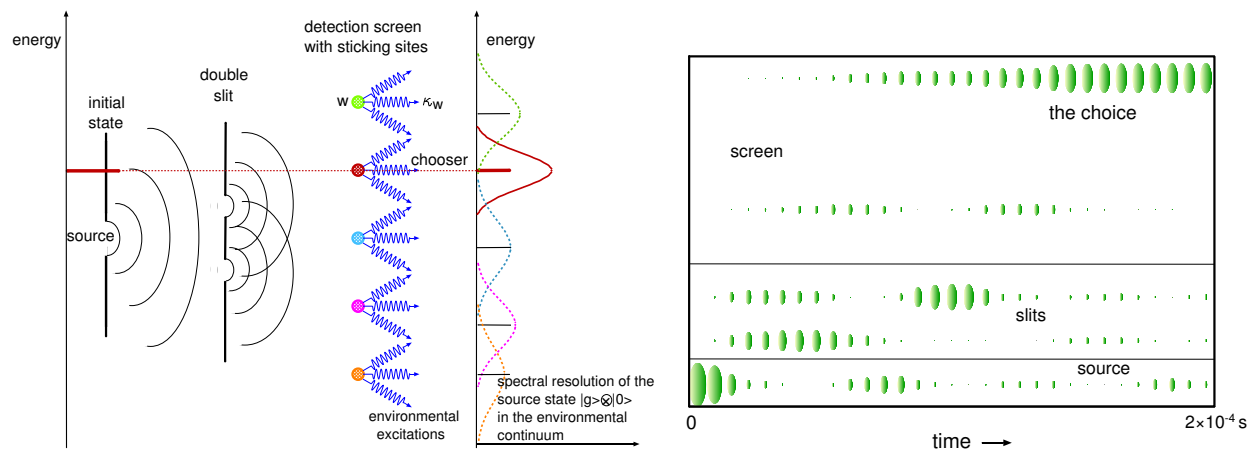 energy
initial
state
source
double
slit
detection screen
with sticking sites
w
κw
chooser
environmental
excitations
energy
spectral resolution of the
source state |g>⊗|0>
in the environmental
continuum
the choice
screen
slits
source
0
time
2×10⁻⁴ s